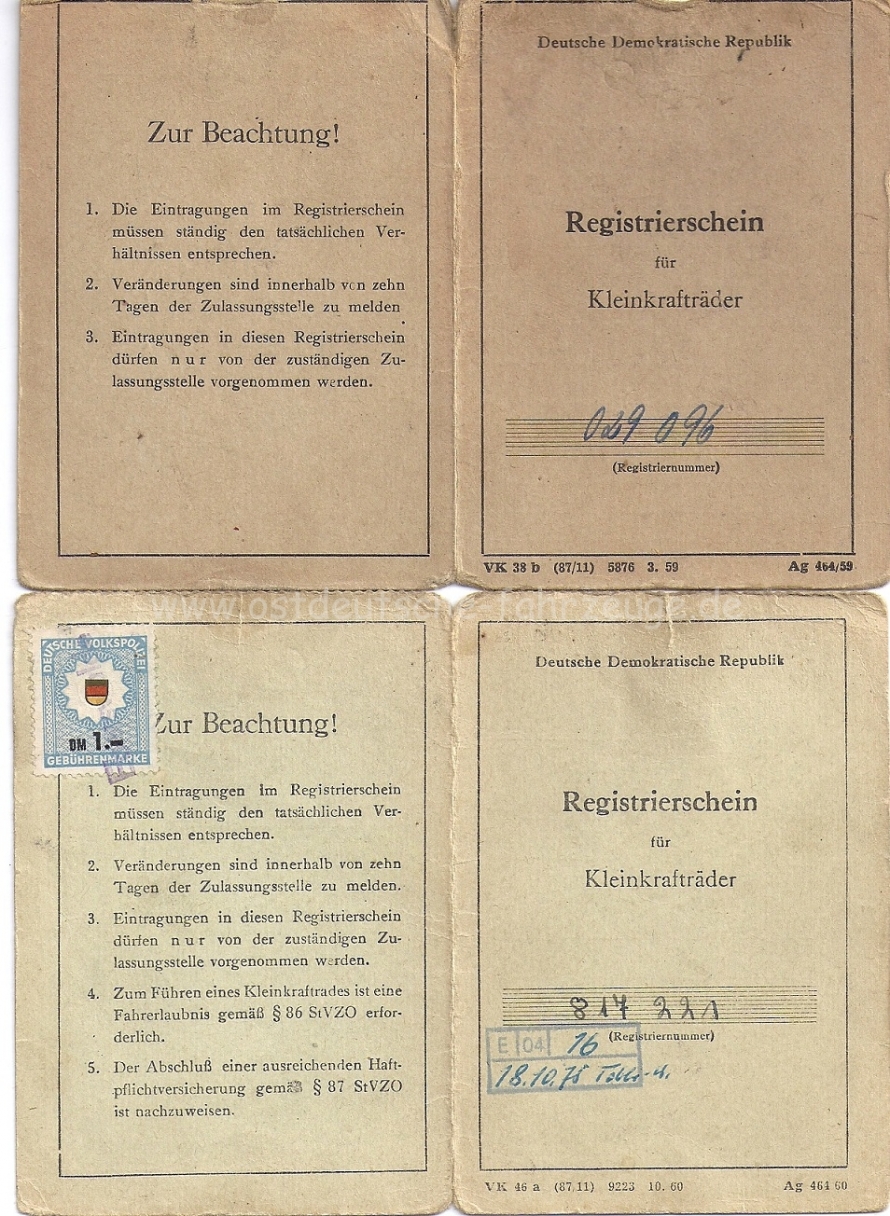 Zur Beachtung!
1. Die Eintragungen im Registrierschein
müssen ständig den tatsächlichen Ver-
hältnissen entsprechen.
2. Veränderungen sind innerhalb von zehn
Tagen der Zulassungsstelle zu melden
3. Eintragungen in diesen Registrierschein
dürfen nur von der zuständigen Zu-
lassungsstelle vorgenommen werden.
Deutsche Demokratische Republik
Registrierschein
für
Kleinkrafträder
096
(Registriernummer)
VK 38 b (87/11) 5876 3. 59 Ag 464/59
www.ostdeutsche-fahrzeuge.de
DEUTSCHE VOLKSPOLIZEI
DM 1.–
GEBÜHRENMARKE
Zur Beachtung!
1. Die Eintragungen im Registrierschein
müssen ständig den tatsächlichen Ver-
hältnissen entsprechen.
2. Veränderungen sind innerhalb von zehn
Tagen der Zulassungsstelle zu melden.
3. Eintragungen in diesen Registrierschein
dürfen nur von der zuständigen Zu-
lassungsstelle vorgenommen werden.
4. Zum Führen eines Kleinkraftrades ist eine
Fahrerlaubnis gemäß § 86 StVZO erfor-
derlich.
5. Der Abschluß einer ausreichenden Haft-
pflichtversicherung gemäß § 87 StVZO
ist nachzuweisen.
Deutsche Demokratische Republik
Registrierschein
für
Kleinkrafträder
817 221
(Registriernummer)
E 04 16
18.10.75
VK 46 a (87,11) 9223 10. 60 Ag 464 60